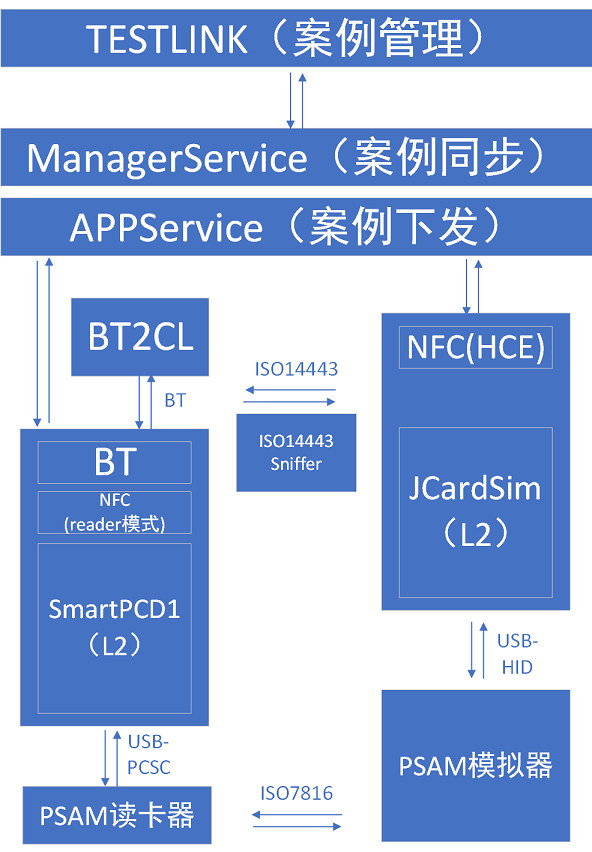 TESTLINK（案例管理）
ManagerService（案例同步）
APPService（案例下发）
BT2CL
BT
BT
NFC
(reader模式)
SmartPCD1
（L2）
USB-
PCSC
PSAM读卡器
ISO14443
ISO14443
Sniffer
ISO7816
NFC(HCE)
JCardSim
（L2）
USB-
HID
PSAM模拟器